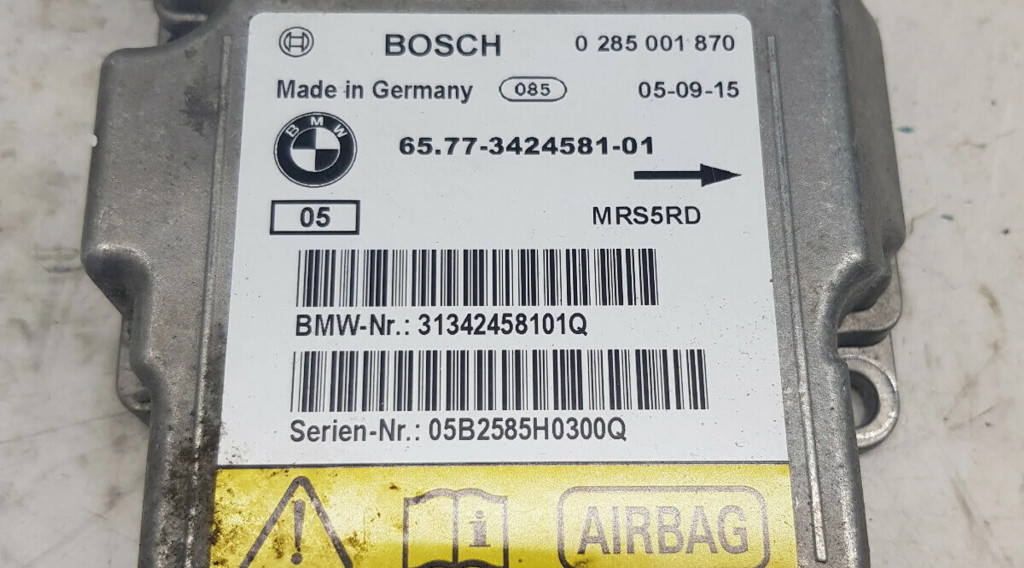 BOSCH 0 285 001 870
Made in Germany 085 05-09-15
BMW
65.77-3424581-01
05 MRS5RD
BMW-Nr.: 31342458101Q
Serien-Nr.: 05B2585H0300Q
! i AIRBAG